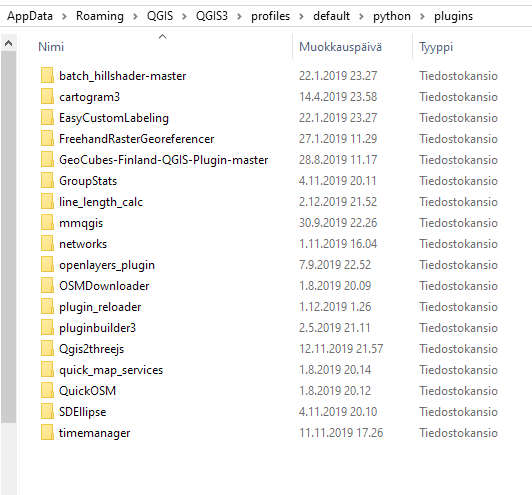 AppData > Roaming > QGIS > QGIS3 > profiles > default > python > plugins
Nimi Muokkauspäivä Tyyppi
batch_hillshader-master 22.1.2019 23.27 Tiedostokansio
cartogram3 14.4.2019 23.58 Tiedostokansio
EasyCustomLabeling 22.1.2019 23.27 Tiedostokansio
FreehandRasterGeoreferencer 27.1.2019 11.29 Tiedostokansio
GeoCubes-Finland-QGIS-Plugin-master 28.8.2019 11.17 Tiedostokansio
GroupStats 4.11.2019 20.11 Tiedostokansio
line_length_calc 2.12.2019 21.52 Tiedostokansio
mmqgis 30.9.2019 22.26 Tiedostokansio
networks 1.11.2019 16.04 Tiedostokansio
openlayers_plugin 7.9.2019 22.52 Tiedostokansio
OSMDownloader 1.8.2019 20.09 Tiedostokansio
plugin_reloader 1.12.2019 1.26 Tiedostokansio
pluginbuilder3 2.5.2019 21.11 Tiedostokansio
Qgis2threejs 12.11.2019 21.57 Tiedostokansio
quick_map_services 1.8.2019 20.14 Tiedostokansio
QuickOSM 1.8.2019 20.12 Tiedostokansio
SDEllipse 4.11.2019 20.10 Tiedostokansio
timemanager 11.11.2019 17.26 Tiedostokansio